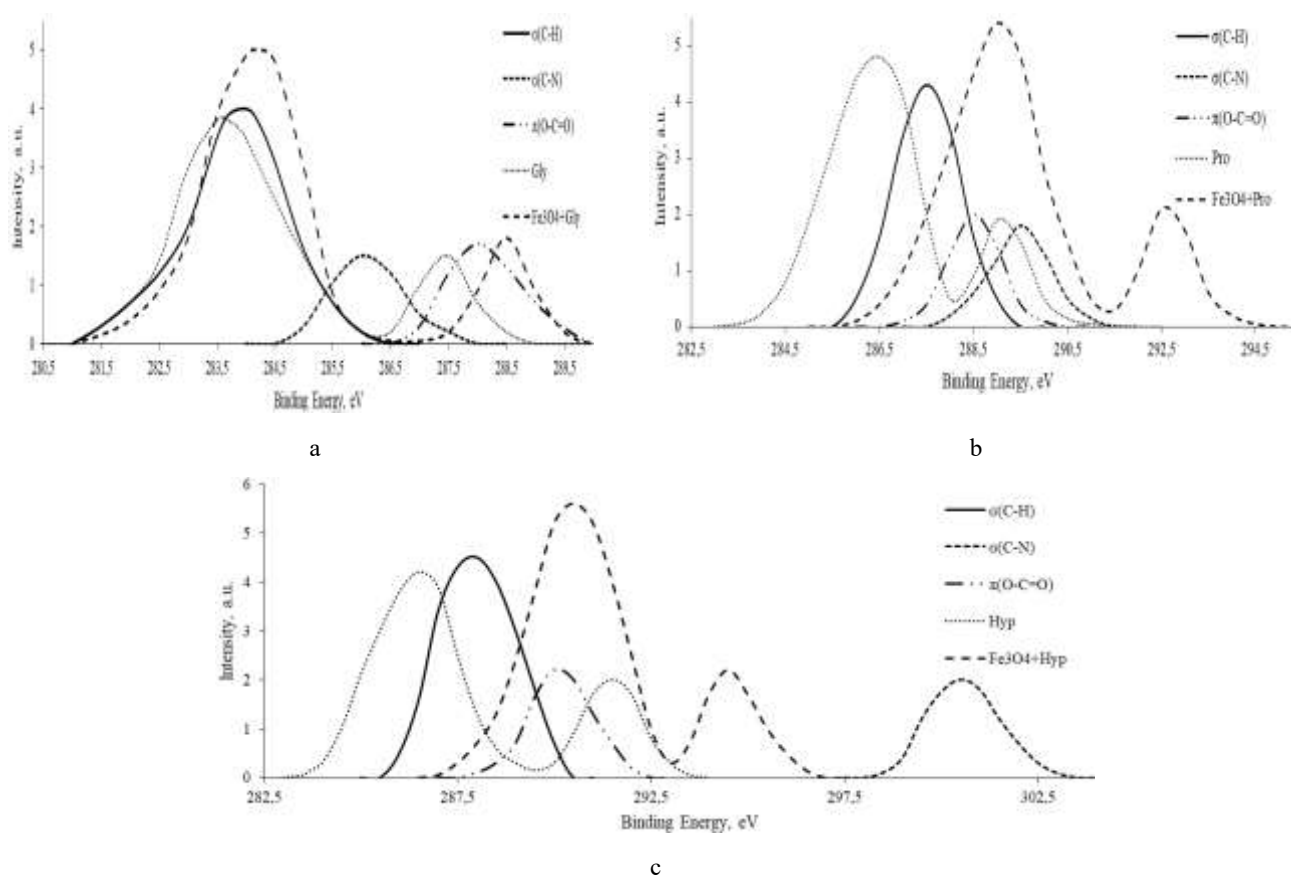 5
4
3
2
1
0
Intensity, a.u.
280,5 281,5 282,5 283,5 284,5 285,5 286,5 287,5 288,5 289,5
Binding Energy, eV
σ(C-H)
σ(C-N)
π(O-C=O)
Gly
Fe3O4+Gly
a
5
4
3
2
1
0
Intensity, a.u.
282,5 284,5 286,5 288,5 290,5 292,5 294,5
Binding Energy, eV
σ(C-H)
σ(C-N)
π(O-C=O)
Pro
Fe3O4+Pro
b
6
5
4
3
2
1
0
Intensity, a.u.
282,5 287,5 292,5 297,5 302,5
Binding Energy, eV
σ(C-H)
σ(C-N)
π(O-C=O)
Hyp
Fe3O4+Hyp
c